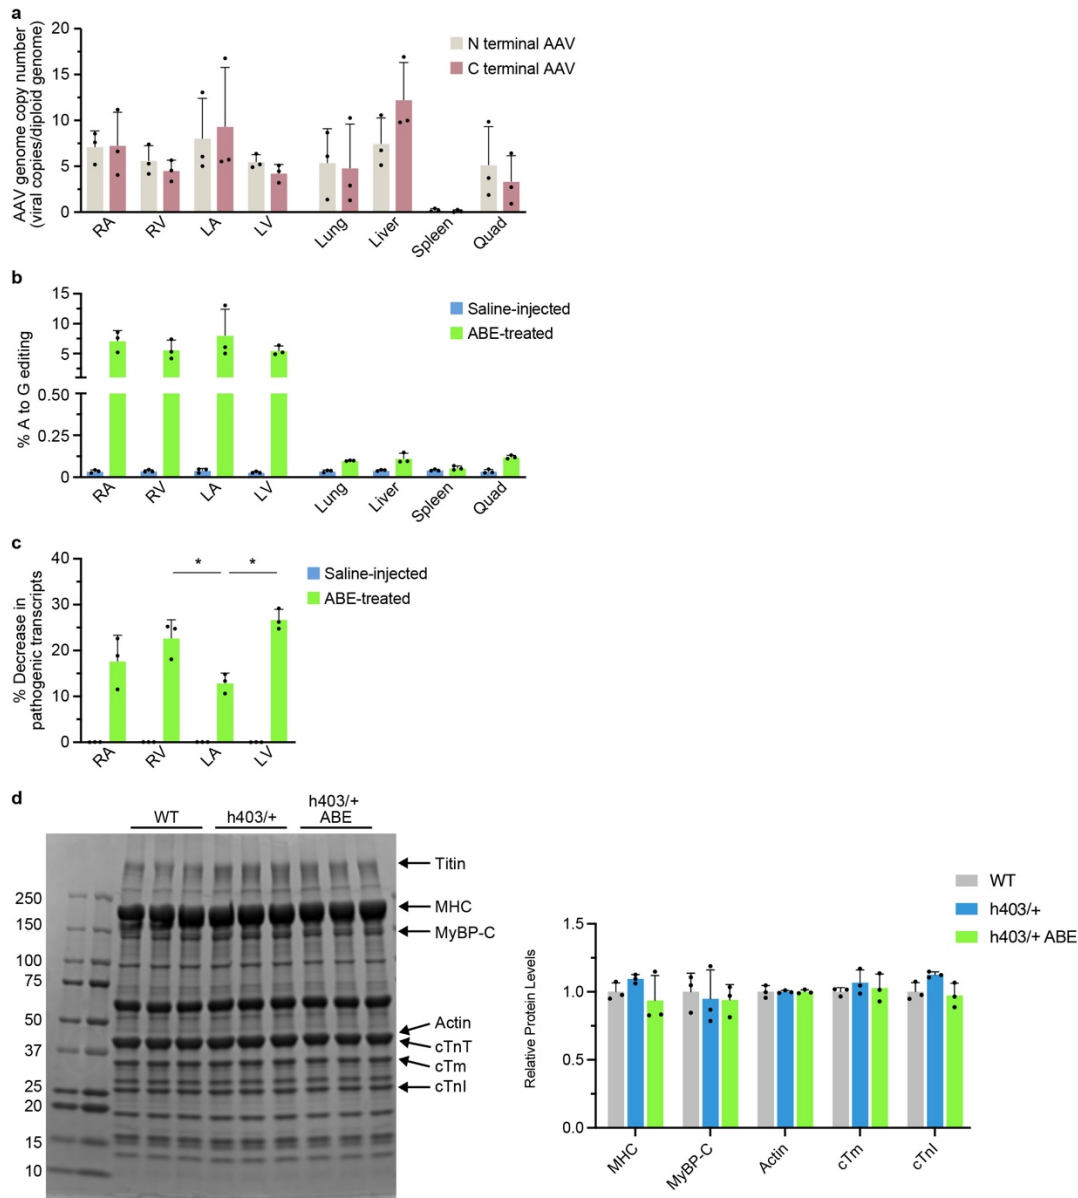 a
AAV genome copy number
(viral copies/diploid genome)
20
15
10
5
0
RA
RV
LA
LV
Lung
Liver
Spleen
Quad
N terminal AAV
C terminal AAV
b
% A to G editing
15
10
5
0.50
0.25
0
RA
RV
LA
LV
Lung
Liver
Spleen
Quad
Saline-injected
ABE-treated
c
% Decrease in
pathogenic transcripts
40
30
20
10
0
*
*
RA
RV
LA
LV
Saline-injected
ABE-treated
d
WT
h403/+
h403/+
ABE
250
150
100
75
50
37
25
20
15
10
Titin
MHC
MyBP-C
Actin
cTnT
cTm
cTnI
Relative Protein Levels
1.5
1.0
0.5
0.0
MHC
MyBP-C
Actin
cTm
cTnI
WT
h403/+
h403/+ ABE